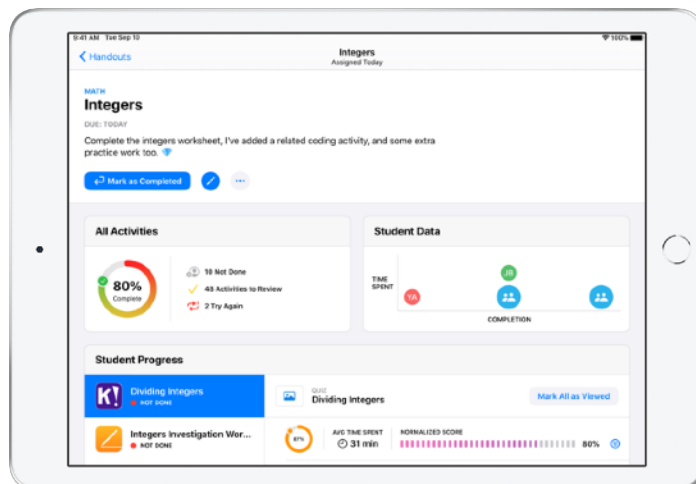 9:41 AM Tue Sep 10
100%
Handouts
Integers
Assigned Today
MATH
Integers
DUE: TODAY
Complete the integers worksheet, I've added a related coding activity, and some extra
practice work too.
Mark as Completed
All Activities
80%
Complete
10 Not Done
48 Activities to Review
2 Try Again
Student Data
TIME
SPENT
YA
JB
COMPLETION
Student Progress
K!
Dividing Integers
NOT DONE
QUIZ
Dividing Integers
Mark All as Viewed
Integers Investigation Wor...
NOT DONE
87%
AVG TIME SPENT
31 min
NORMALIZED SCORE
80%